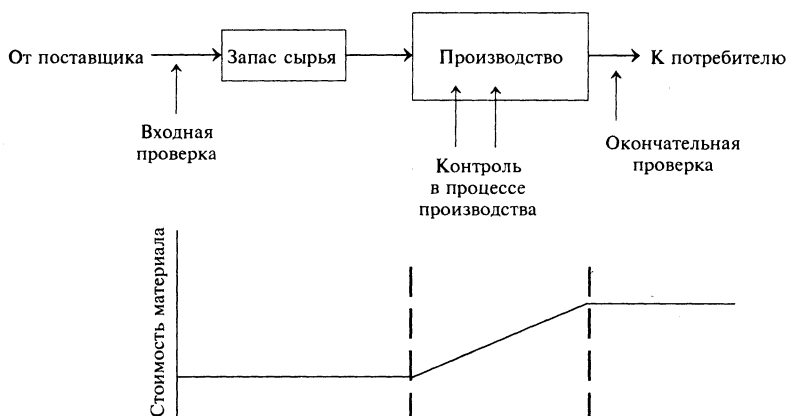 От поставщика
Запас сырья
Производство
К потребителю
Входная
проверка
Контроль
в процессе
производства
Окончательная
проверка
Стоимость материала